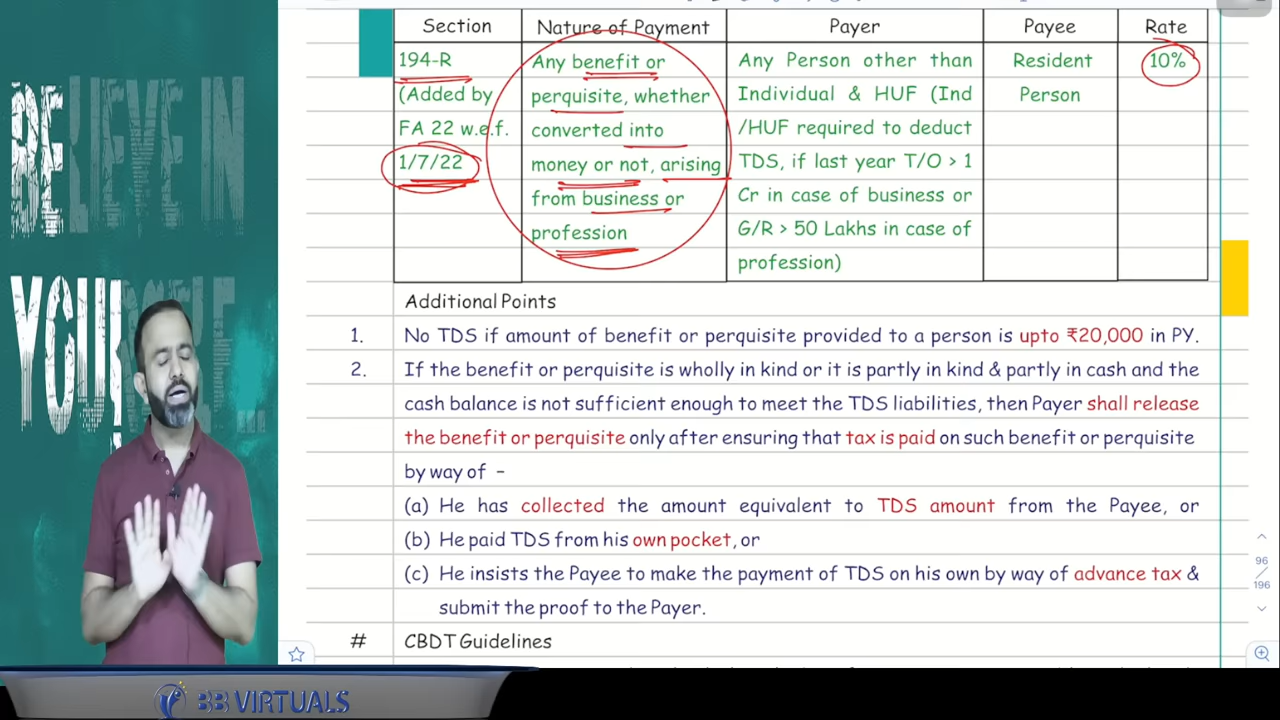 BELIEVE IN
YOURSELF...
Section
Nature of Payment
Payer
Payee
Rate
194-R
(Added by
FA 22 w.e.f.
1/7/22
Any benefit or
perquisite, whether
converted into
money or not, arising
from business or
profession
Any Person other than
Individual & HUF (Ind
/HUF required to deduct
TDS, if last year T/O > 1
Cr in case of business or
G/R > 50 Lakhs in case of
profession)
Resident
Person
10%
Additional Points
1. No TDS if amount of benefit or perquisite provided to a person is upto ₹20,000 in PY.
2. If the benefit or perquisite is wholly in kind or it is partly in kind & partly in cash and the
cash balance is not sufficient enough to meet the TDS liabilities, then Payer shall release
the benefit or perquisite only after ensuring that tax is paid on such benefit or perquisite
by way of -
(a) He has collected the amount equivalent to TDS amount from the Payee, or
(b) He paid TDS from his own pocket, or
(c) He insists the Payee to make the payment of TDS on his own by way of advance tax &
submit the proof to the Payer.
# CBDT Guidelines
96
/
196
BB VIRTUALS